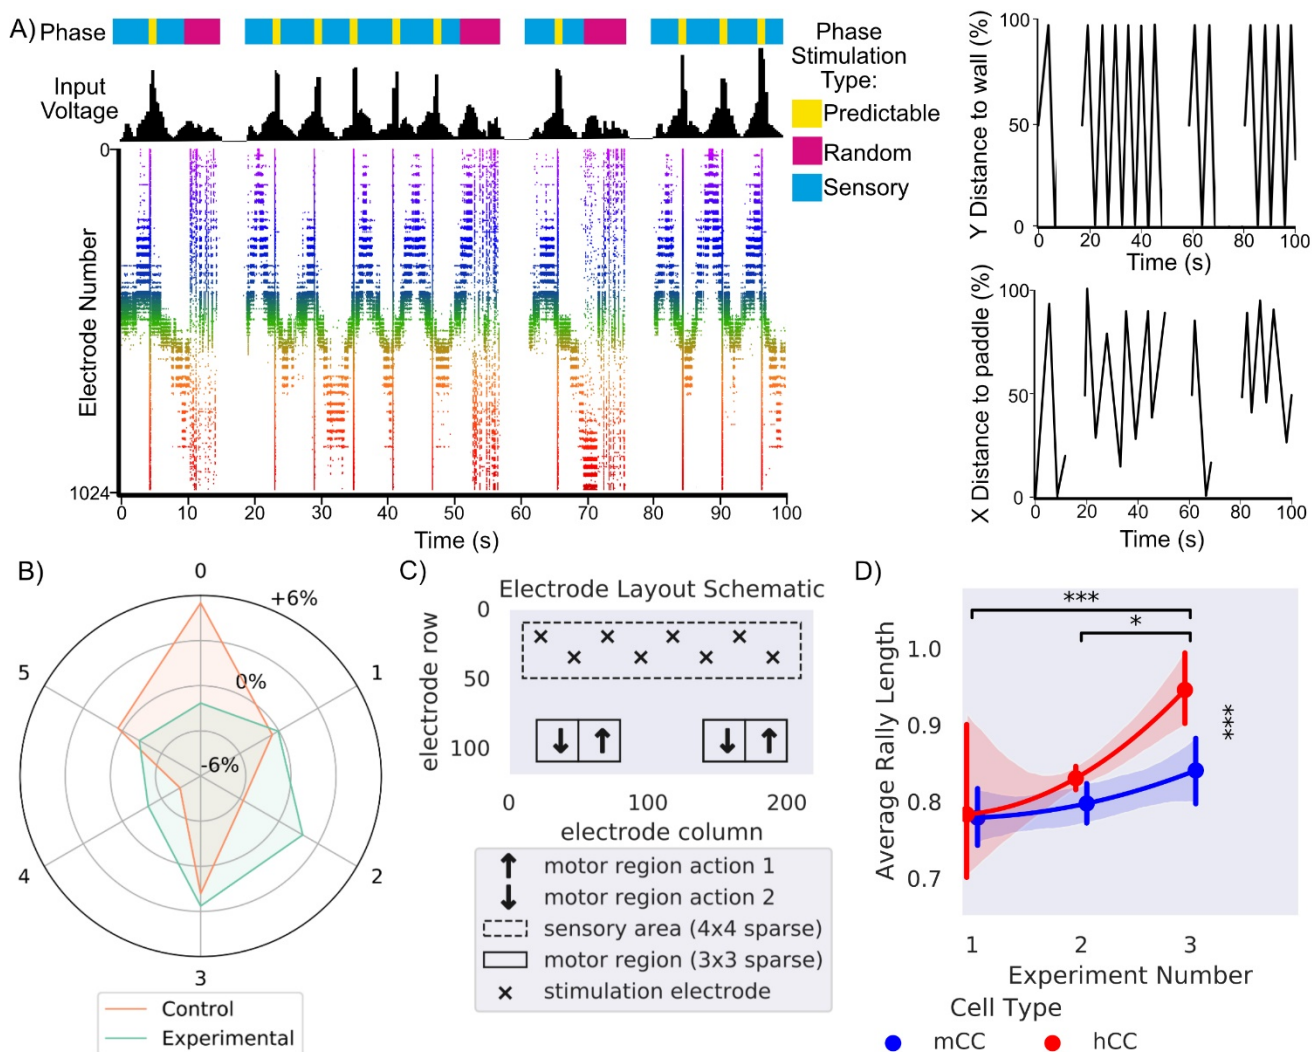 A)
Phase
Input
Voltage
Phase
Stimulation
Type:
Predictable
Random
Sensory
Electrode Number
0
1024
0 10 20 30 40 50 60 70 80 90 100
Time (s)
Y Distance to wall (%)
100
50
0
0 20 40 60 80 100
Time (s)
X Distance to paddle (%)
100
50
0
0 20 40 60 80 100
Time (s)
B)
0
+6%
5
1
0%
-6%
4
2
3
Control
Experimental
C)
Electrode Layout Schematic
electrode row
0
50
100
↓ ↑ ↓ ↑
0 100 200
electrode column
↑ motor region action 1
↓ motor region action 2
sensory area (4x4 sparse)
motor region (3x3 sparse)
× stimulation electrode
D)
***
*
***
Average Rally Length
1.0
0.9
0.8
0.7
1 2 3
Experiment Number
Cell Type
mCC hCC